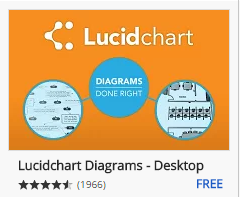 Lucidchart
DIAGRAMS
DONE RIGHT
Lucidchart Diagrams - Desktop
(1966)
FREE